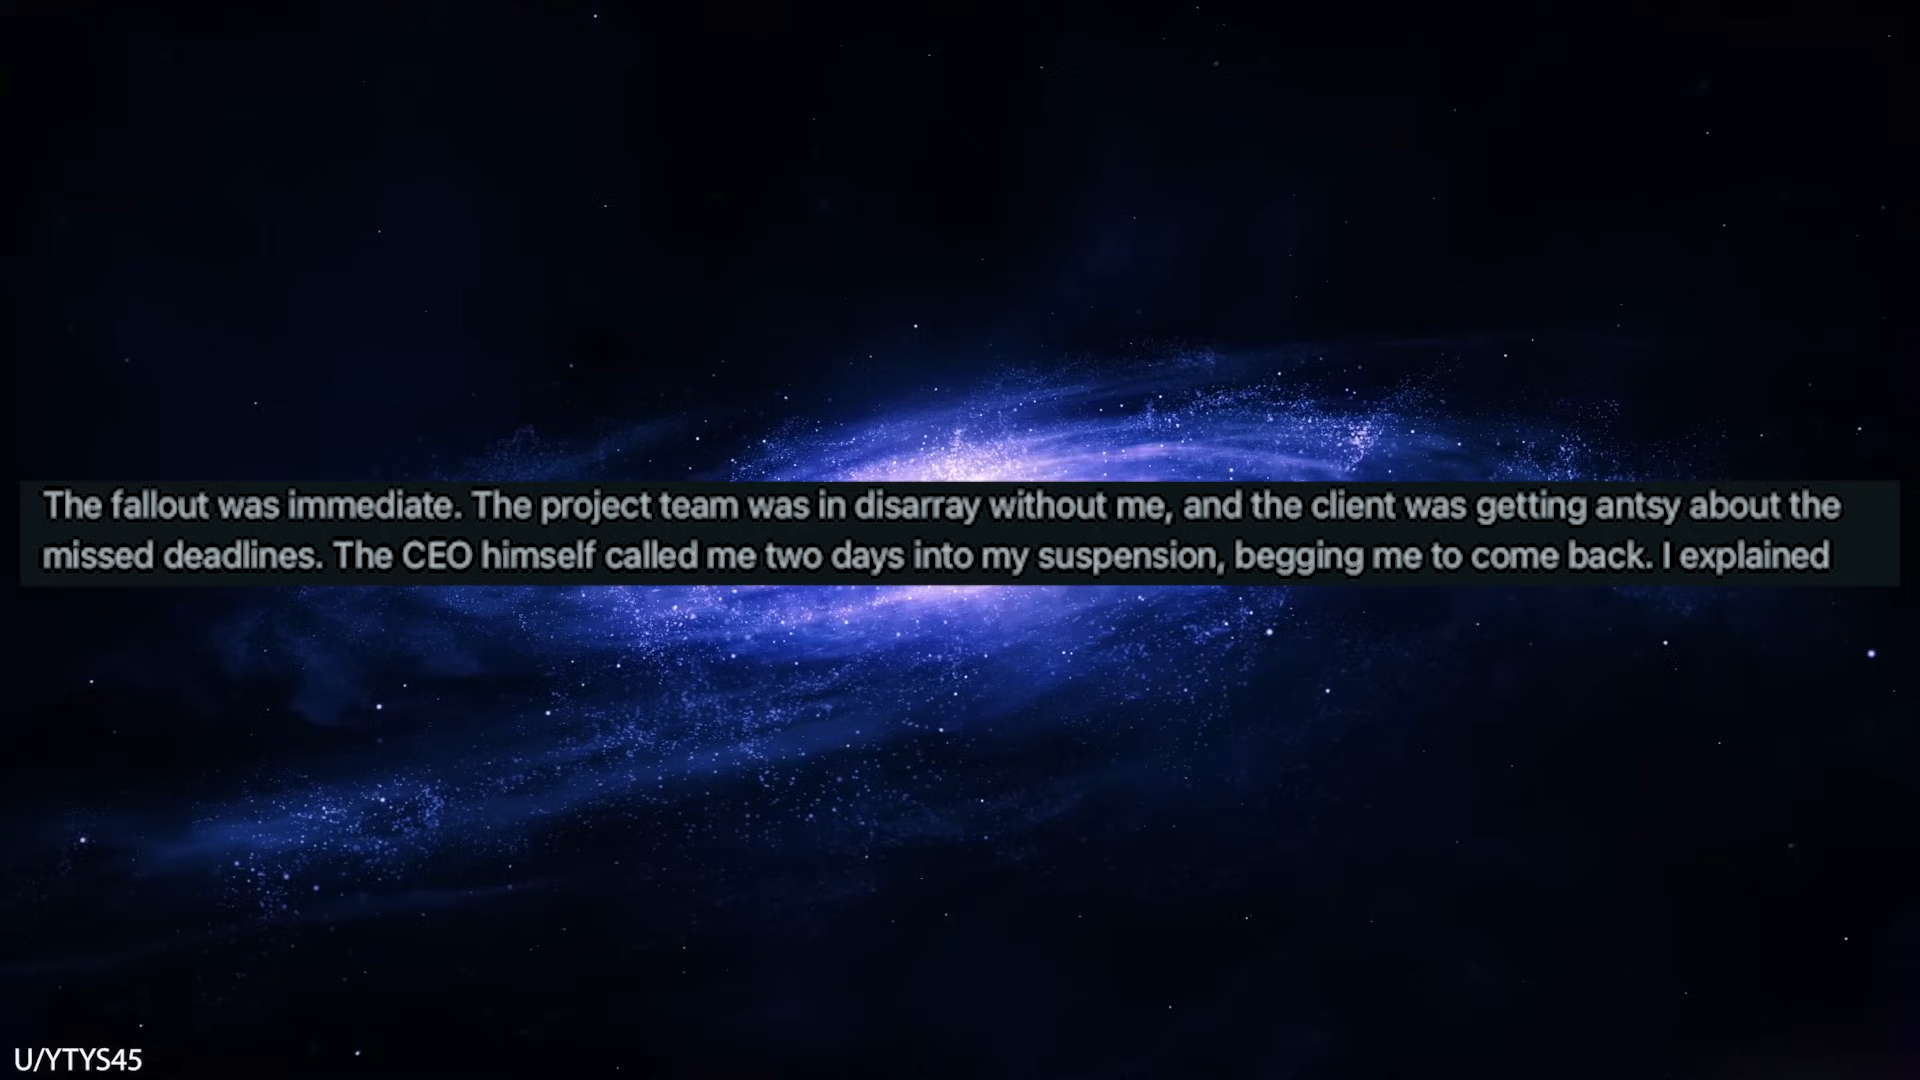 The fallout was immediate. The project team was in disarray without me, and the client was getting antsy about the
missed deadlines. The CEO himself called me two days into my suspension, begging me to come back. I explained
U/YTYS45